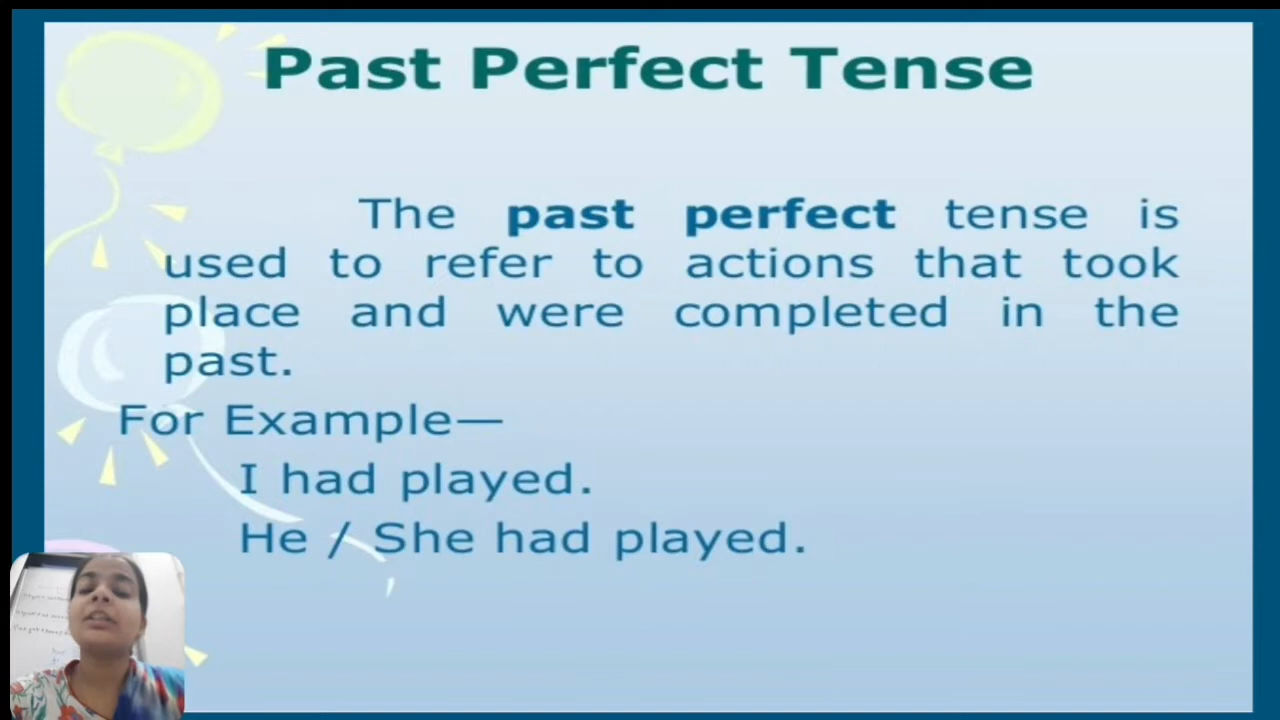 Past Perfect Tense
The past perfect tense is
used to refer to actions that took
place and were completed in the
past.
For Example—
I had played.
He / She had played.